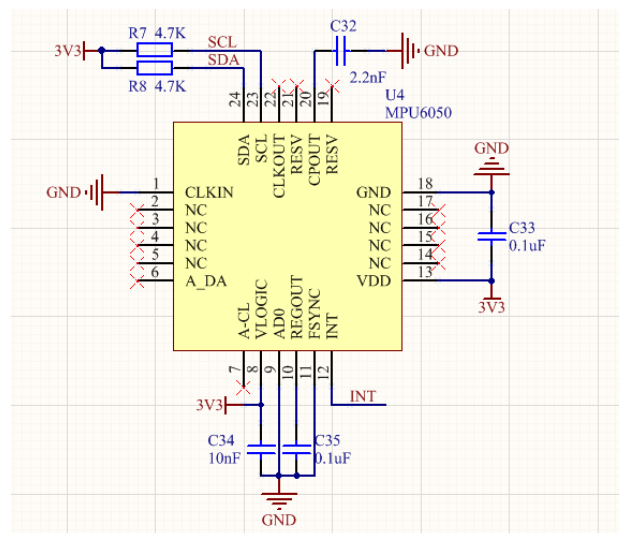 R7 4.7K
SCL
3V3
SDA
R8 4.7K
C32
GND
2.2nF
U4
MPU6050
24
23
22
21
20
19
SDA
SCL
CLKOUT
RESV
CPOUT
RESV
GND
1
CLKIN
2
NC
3
NC
4
NC
5
NC
6
A_DA
GND
18
NC
17
NC
16
NC
15
NC
14
VDD
13
GND
C33
0.1uF
3V3
A-CL
VLOGIC
AD0
REGOUT
FSYNC
INT
7
8
9
10
11
12
3V3
INT
C34
10nF
C35
0.1uF
GND